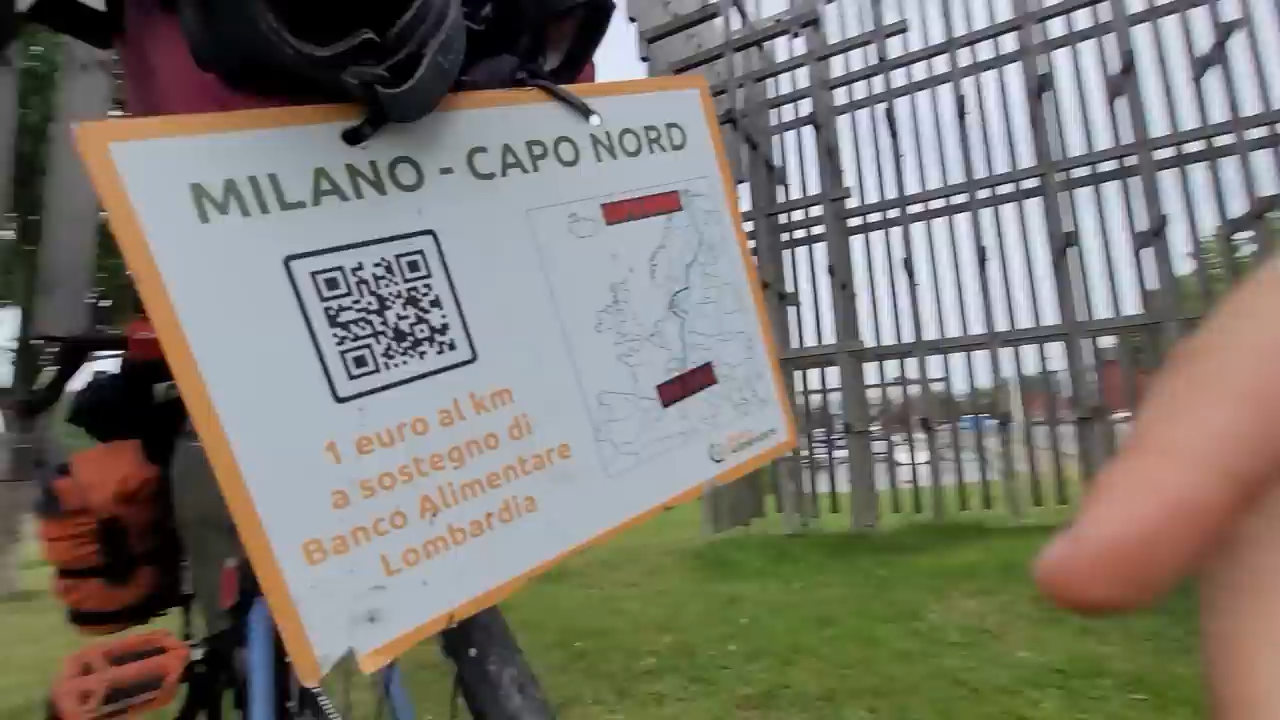 MILANO - CAPO NORD
1 euro al km
a sostegno di
Banco Alimentare
Lombardia